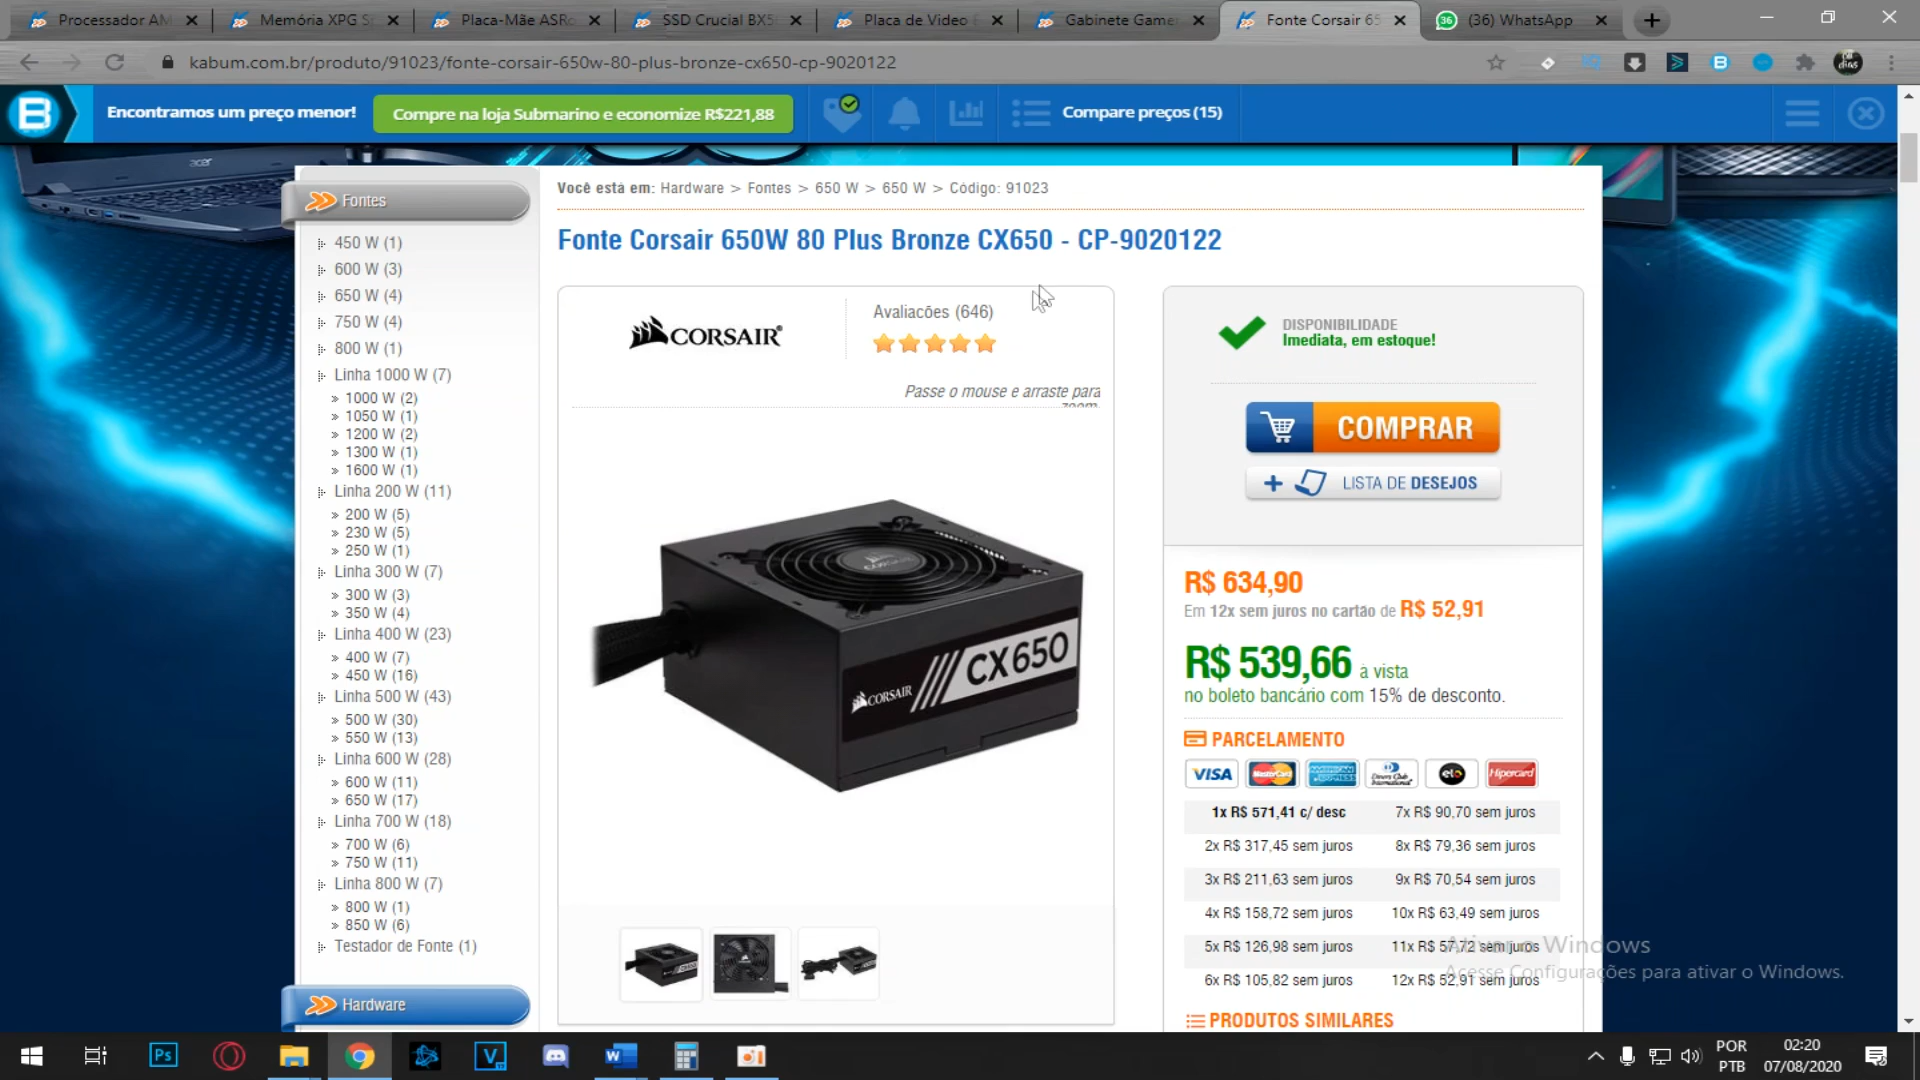 Processador AM
Memória XPG S
Placa-Mãe ASRo
SSD Crucial BX5
Placa de Video
Gabinete Game
Fonte Corsair 65
(36) WhatsApp
kabum.com.br/produto/91023/fonte-corsair-650w-80-plus-bronze-cx650-cp-9020122
Encontramos um preço menor!
Compre na loja Submarino e economize R$221,88
Compare preços (15)
acer
Fontes
450 W (1)
600 W (3)
650 W (4)
750 W (4)
800 W (1)
Linha 1000 W (7)
» 1000 W (2)
» 1050 W (1)
» 1200 W (2)
» 1300 W (1)
» 1600 W (1)
Linha 200 W (11)
» 200 W (5)
» 230 W (5)
» 250 W (1)
Linha 300 W (7)
» 300 W (3)
» 350 W (4)
Linha 400 W (23)
» 400 W (7)
» 450 W (16)
Linha 500 W (43)
» 500 W (30)
» 550 W (13)
Linha 600 W (28)
» 600 W (11)
» 650 W (17)
Linha 700 W (18)
» 700 W (6)
» 750 W (11)
Linha 800 W (7)
» 800 W (1)
» 850 W (6)
Testador de Fonte (1)
Hardware
Você está em: Hardware > Fontes > 650 W > 650 W > Código: 91023
Fonte Corsair 650W 80 Plus Bronze CX650 - CP-9020122
CORSAIR
Avaliacões (646)
Passe o mouse e arraste para
zoom.
CORSAIR
CORSAIR CX650
DISPONIBILIDADE
Imediata, em estoque!
COMPRAR
+ LISTA DE DESEJOS
R$ 634,90
Em 12x sem juros no cartão de R$ 52,91
R$ 539,66 à vista
no boleto bancário com 15% de desconto.
PARCELAMENTO
VISA MasterCard AMERICAN EXPRESS Diners Club International elo Hipercard
1x R$ 571,41 c/ desc 7x R$ 90,70 sem juros
2x R$ 317,45 sem juros 8x R$ 79,36 sem juros
3x R$ 211,63 sem juros 9x R$ 70,54 sem juros
4x R$ 158,72 sem juros 10x R$ 63,49 sem juros
5x R$ 126,98 sem juros 11x R$ 57,72 sem juros
6x R$ 105,82 sem juros 12x R$ 52,91 sem juros
PRODUTOS SIMILARES
Ativar o Windows
Acesse Configurações para ativar o Windows.
Ps
V
W
POR
PTB
02:20
07/08/2020